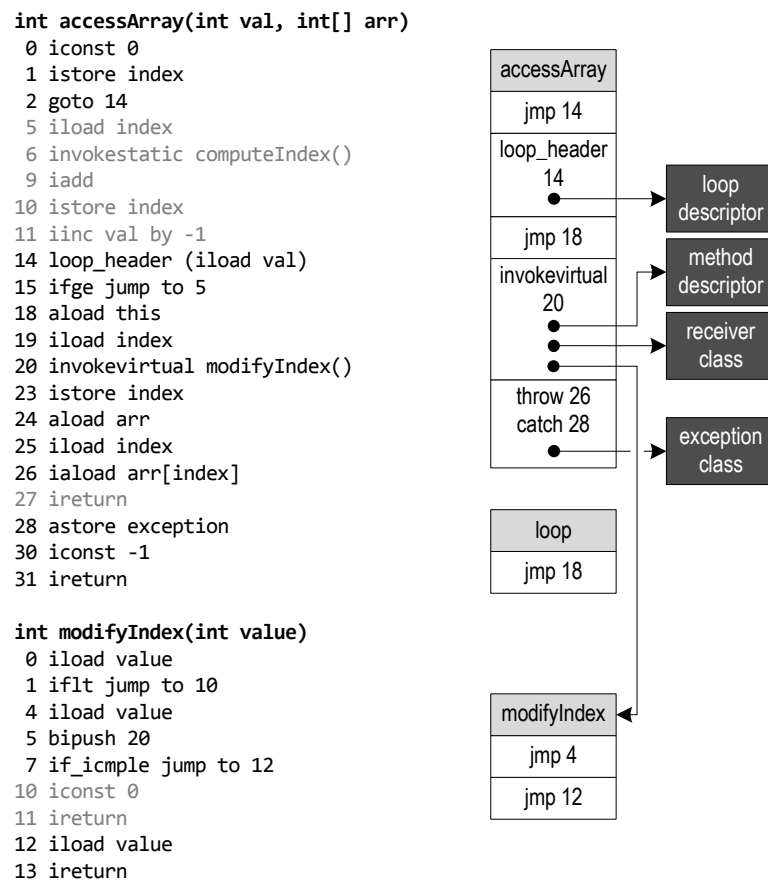 int accessArray(int val, int[] arr)
0 iconst 0
1 istore index
2 goto 14
5 iload index
6 invokestatic computeIndex()
9 iadd
10 istore index
11 iinc val by -1
14 loop_header (iload val)
15 ifge jump to 5
18 aload this
19 iload index
20 invokevirtual modifyIndex()
23 istore index
24 aload arr
25 iload index
26 iaload arr[index]
27 ireturn
28 astore exception
30 iconst -1
31 ireturn
int modifyIndex(int value)
0 iload value
1 iflt jump to 10
4 iload value
5 bipush 20
7 if_icmple jump to 12
10 iconst 0
11 ireturn
12 iload value
13 ireturn
accessArray
jmp 14
loop_header
14
jmp 18
invokevirtual
20
throw 26
catch 28
loop
descriptor
method
descriptor
receiver
class
exception
class
loop
jmp 18
modifyIndex
jmp 4
jmp 12